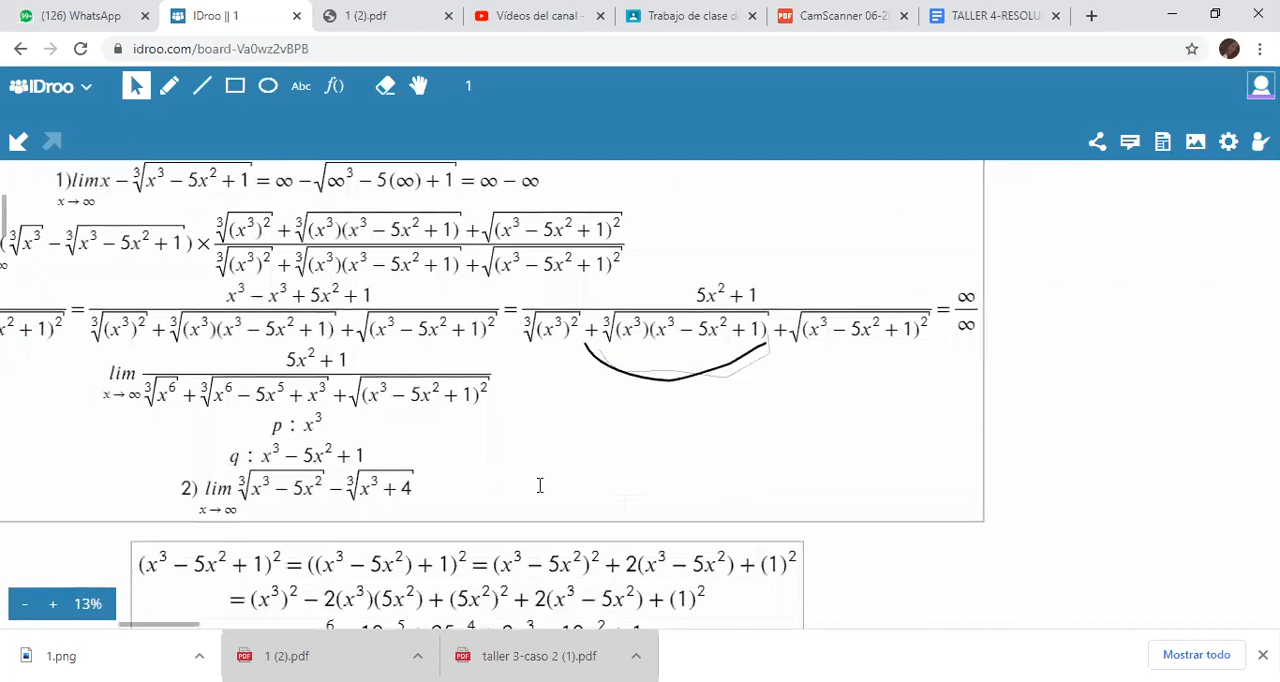 (126) WhatsApp
IDroo || 1
1 (2).pdf
Vídeos del canal -
Trabajo de clase d
CamScanner 06-2
TALLER 4-RESOLU
idroo.com/board-Va0wz2vBPB
IDroo
Abc
f()
1
1)limx − ∛(x³ − 5x² + 1) = ∞ − √(∞³ − 5(∞) + 1) = ∞ − ∞
x→∞
(∛x³ − ∛(x³ − 5x² + 1)) × (∛(x³)² + ∛((x³)(x³ − 5x² + 1)) + √((x³ − 5x² + 1)²)) / (∛(x³)² + ∛((x³)(x³ − 5x² + 1)) + √((x³ − 5x² + 1)²))
∞
x² + 1)² = (x³ − x³ + 5x² + 1) / (∛(x³)² + ∛((x³)(x³ − 5x² + 1)) + √((x³ − 5x² + 1)²)) = (5x² + 1) / (∛(x³)² + ∛((x³)(x³ − 5x² + 1)) + √((x³ − 5x² + 1)²)) = ∞/∞
lim x→∞ (5x² + 1) / (∛x⁶ + ∛(x⁶ − 5x⁵ + x³) + √((x³ − 5x² + 1)²))
p : x³
q : x³ − 5x² + 1
2) lim ∛(x³ − 5x²) − ∛(x³ + 4)
x→∞
(x³ − 5x² + 1)² = ((x³ − 5x²) + 1)² = (x³ − 5x²)² + 2(x³ − 5x²) + (1)²
= (x³)² − 2(x³)(5x²) + (5x²)² + 2(x³ − 5x²) + (1)²
- + 13%
1.png
1 (2).pdf
taller 3-caso 2 (1).pdf
Mostrar todo